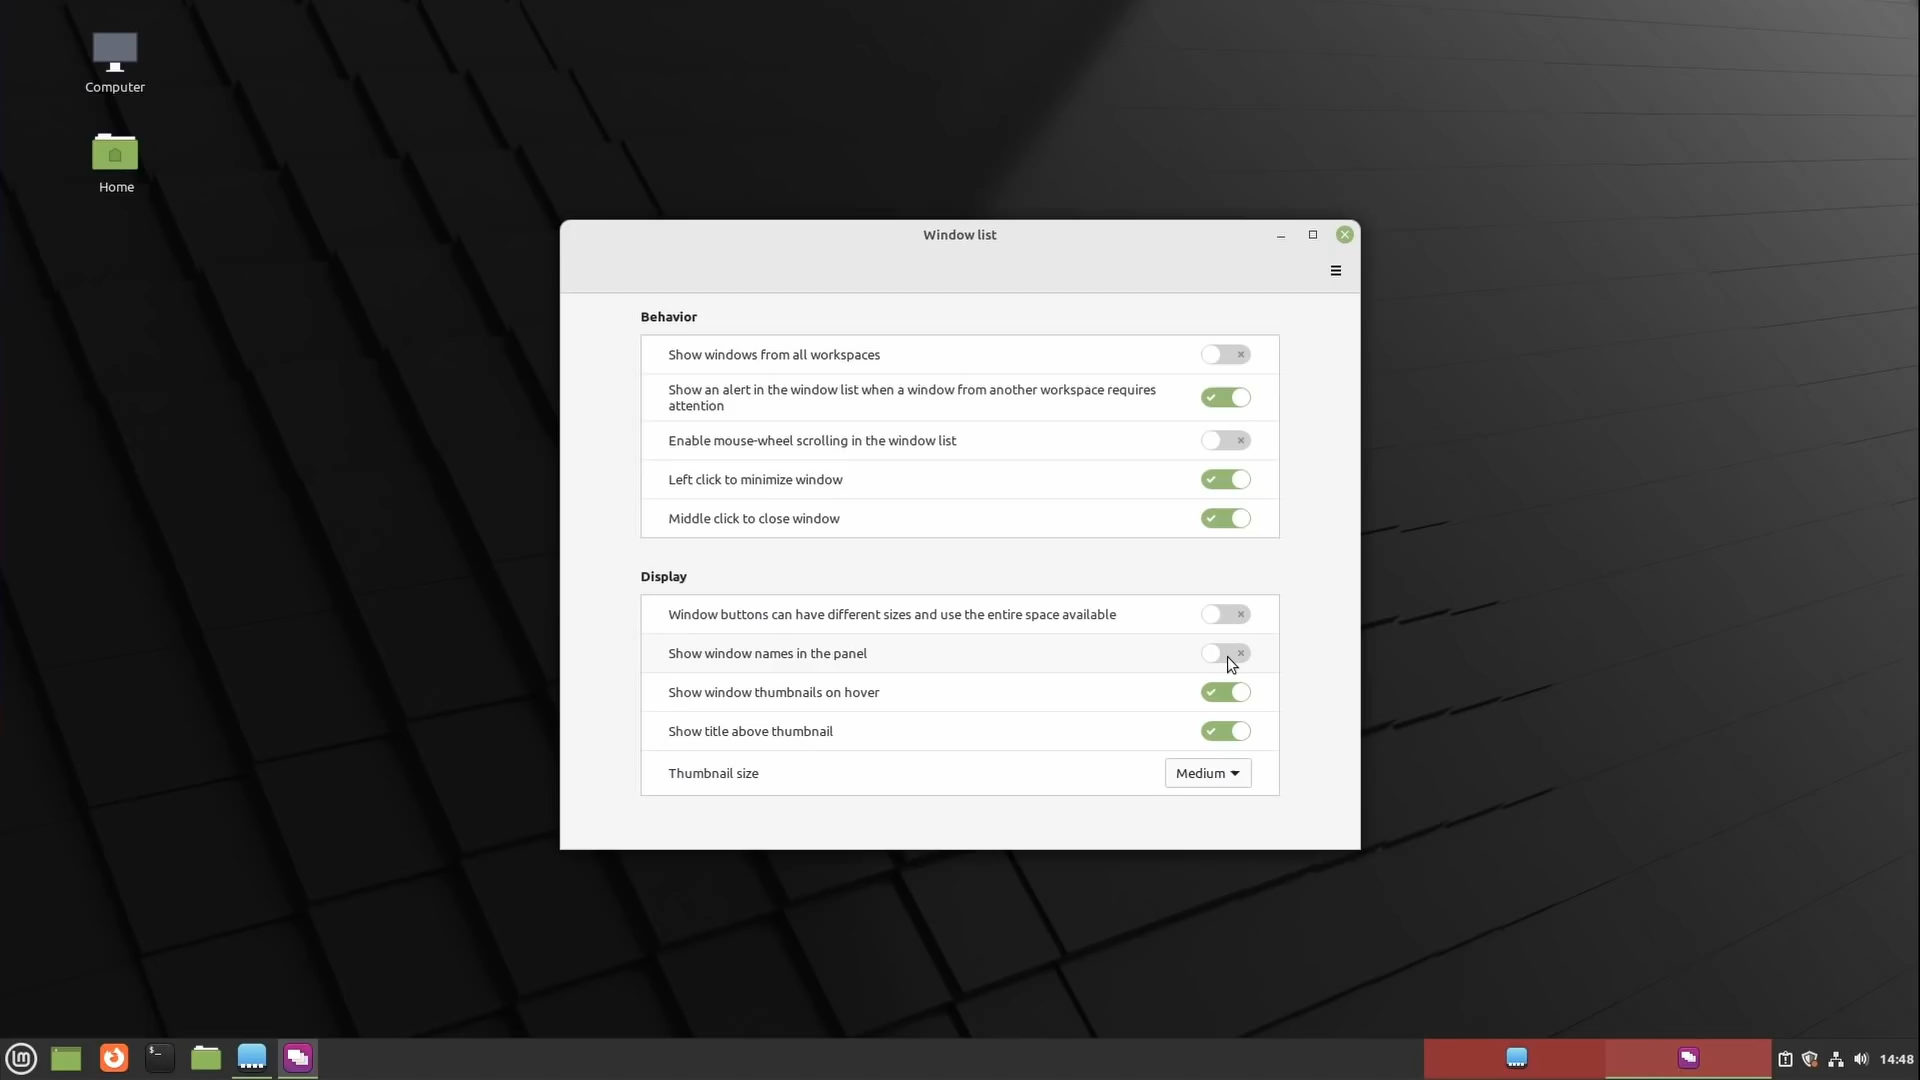 Computer
Home
Window list
Behavior
Show windows from all workspaces
Show an alert in the window list when a window from another workspace requires
attention
Enable mouse-wheel scrolling in the window list
Left click to minimize window
Middle click to close window
Display
Window buttons can have different sizes and use the entire space available
Show window names in the panel
Show window thumbnails on hover
Show title above thumbnail
Thumbnail size
Medium
14:48